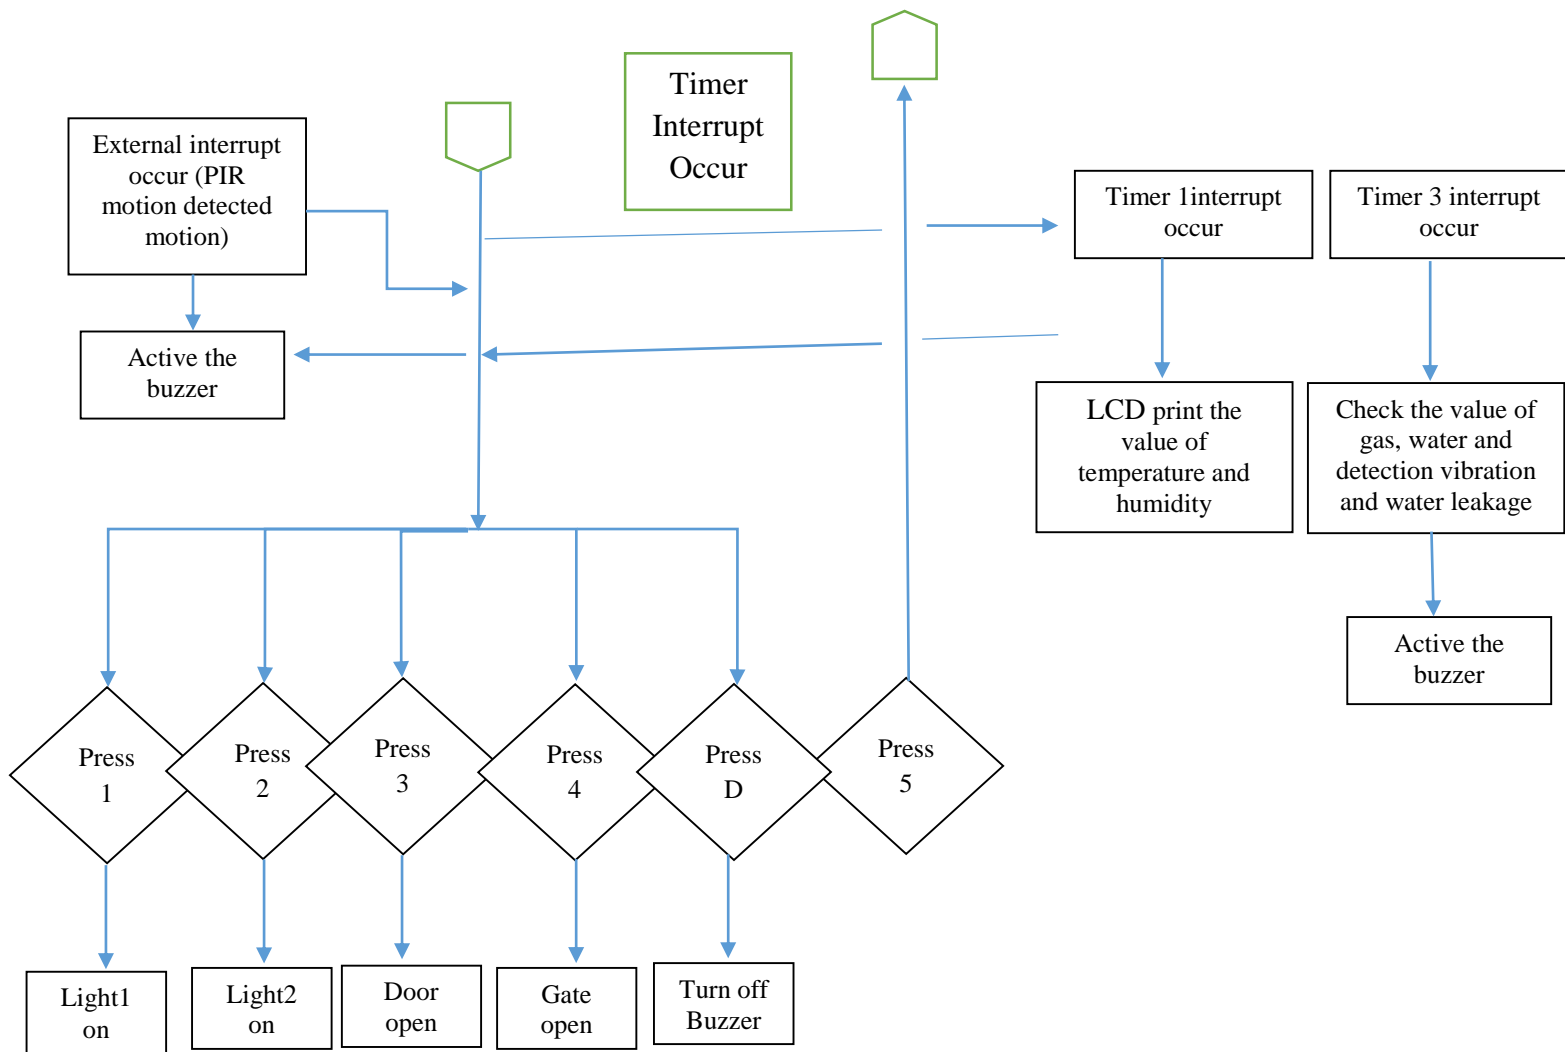 Timer
Interrupt
Occur
External interrupt
occur (PIR
motion detected
motion)
Timer 1interrupt
occur
Timer 3 interrupt
occur
Active the
buzzer
LCD print the
value of
temperature and
humidity
Check the value of
gas, water and
detection vibration
and water leakage
Active the
buzzer
Press
1
Press
2
Press
3
Press
4
Press
D
Press
5
Light1
on
Light2
on
Door
open
Gate
open
Turn off
Buzzer